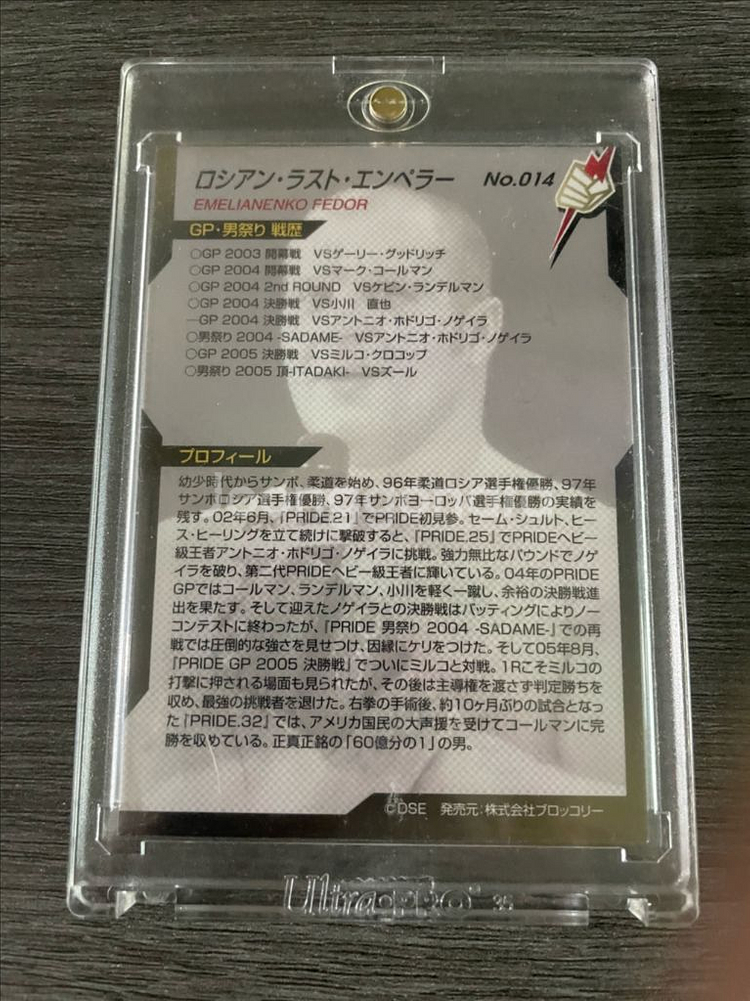 ロシアン・ラスト・エンペラー No.014
EMELIANENKO FEDOR
GP・男祭り 戦歴
○GP 2003 開幕戦 VSゲーリー・グッドリッチ
○GP 2004 開幕戦 VSマーク・コールマン
○GP 2004 2nd ROUND VSケビン・ランデルマン
○GP 2004 決勝戦 VS小川 直也
―GP 2004 決勝戦 VSアントニオ・ホドリゴ・ノゲイラ
○男祭り 2004 -SADAME- VSアントニオ・ホドリゴ・ノゲイラ
○GP 2005 決勝戦 VSミルコ・クロコップ
○男祭り 2005 頂-ITADAKI- VSズール
プロフィール
幼少時代からサンボ、柔道を始め、96年柔道ロシア選手権優勝、97年
サンボロシア選手権優勝、97年サンボヨーロッパ選手権優勝の実績を
残す。02年6月、『PRIDE.21』でPRIDE初見参。セーム・シュルト、ヒー
ス・ヒーリングを立て続けに撃破すると、『PRIDE.25』でPRIDEヘビー
級王者アントニオ・ホドリゴ・ノゲイラに挑戦。強力無比なパウンドでノゲ
イラを破り、第二代PRIDEヘビー級王者に輝いている。04年のPRIDE
GPではコールマン、ランデルマン、小川を軽く一蹴し、余裕の決勝戦進
出を果たす。そして迎えたノゲイラとの決勝戦はバッティングによりノー
コンテストに終わったが、『PRIDE 男祭り 2004 -SADAME-』での再
戦では圧倒的な強さを見せつけ、因縁にケリをつけた。そして05年8月、
『PRIDE GP 2005 決勝戦』でついにミルコと対戦。1Rこそミルコの
打撃に押される場面も見られたが、その後は主導権を渡さず判定勝ちを
収め、最強の挑戦者を退けた。右拳の手術後、約10ヶ月ぶりの試合となっ
た『PRIDE.32』では、アメリカ国民の大声援を受けてコールマンに完
勝を収めている。正真正銘の「60億分の1」の男。
©DSE 発売元:株式会社ブロッコリー
Ultra PRO 35